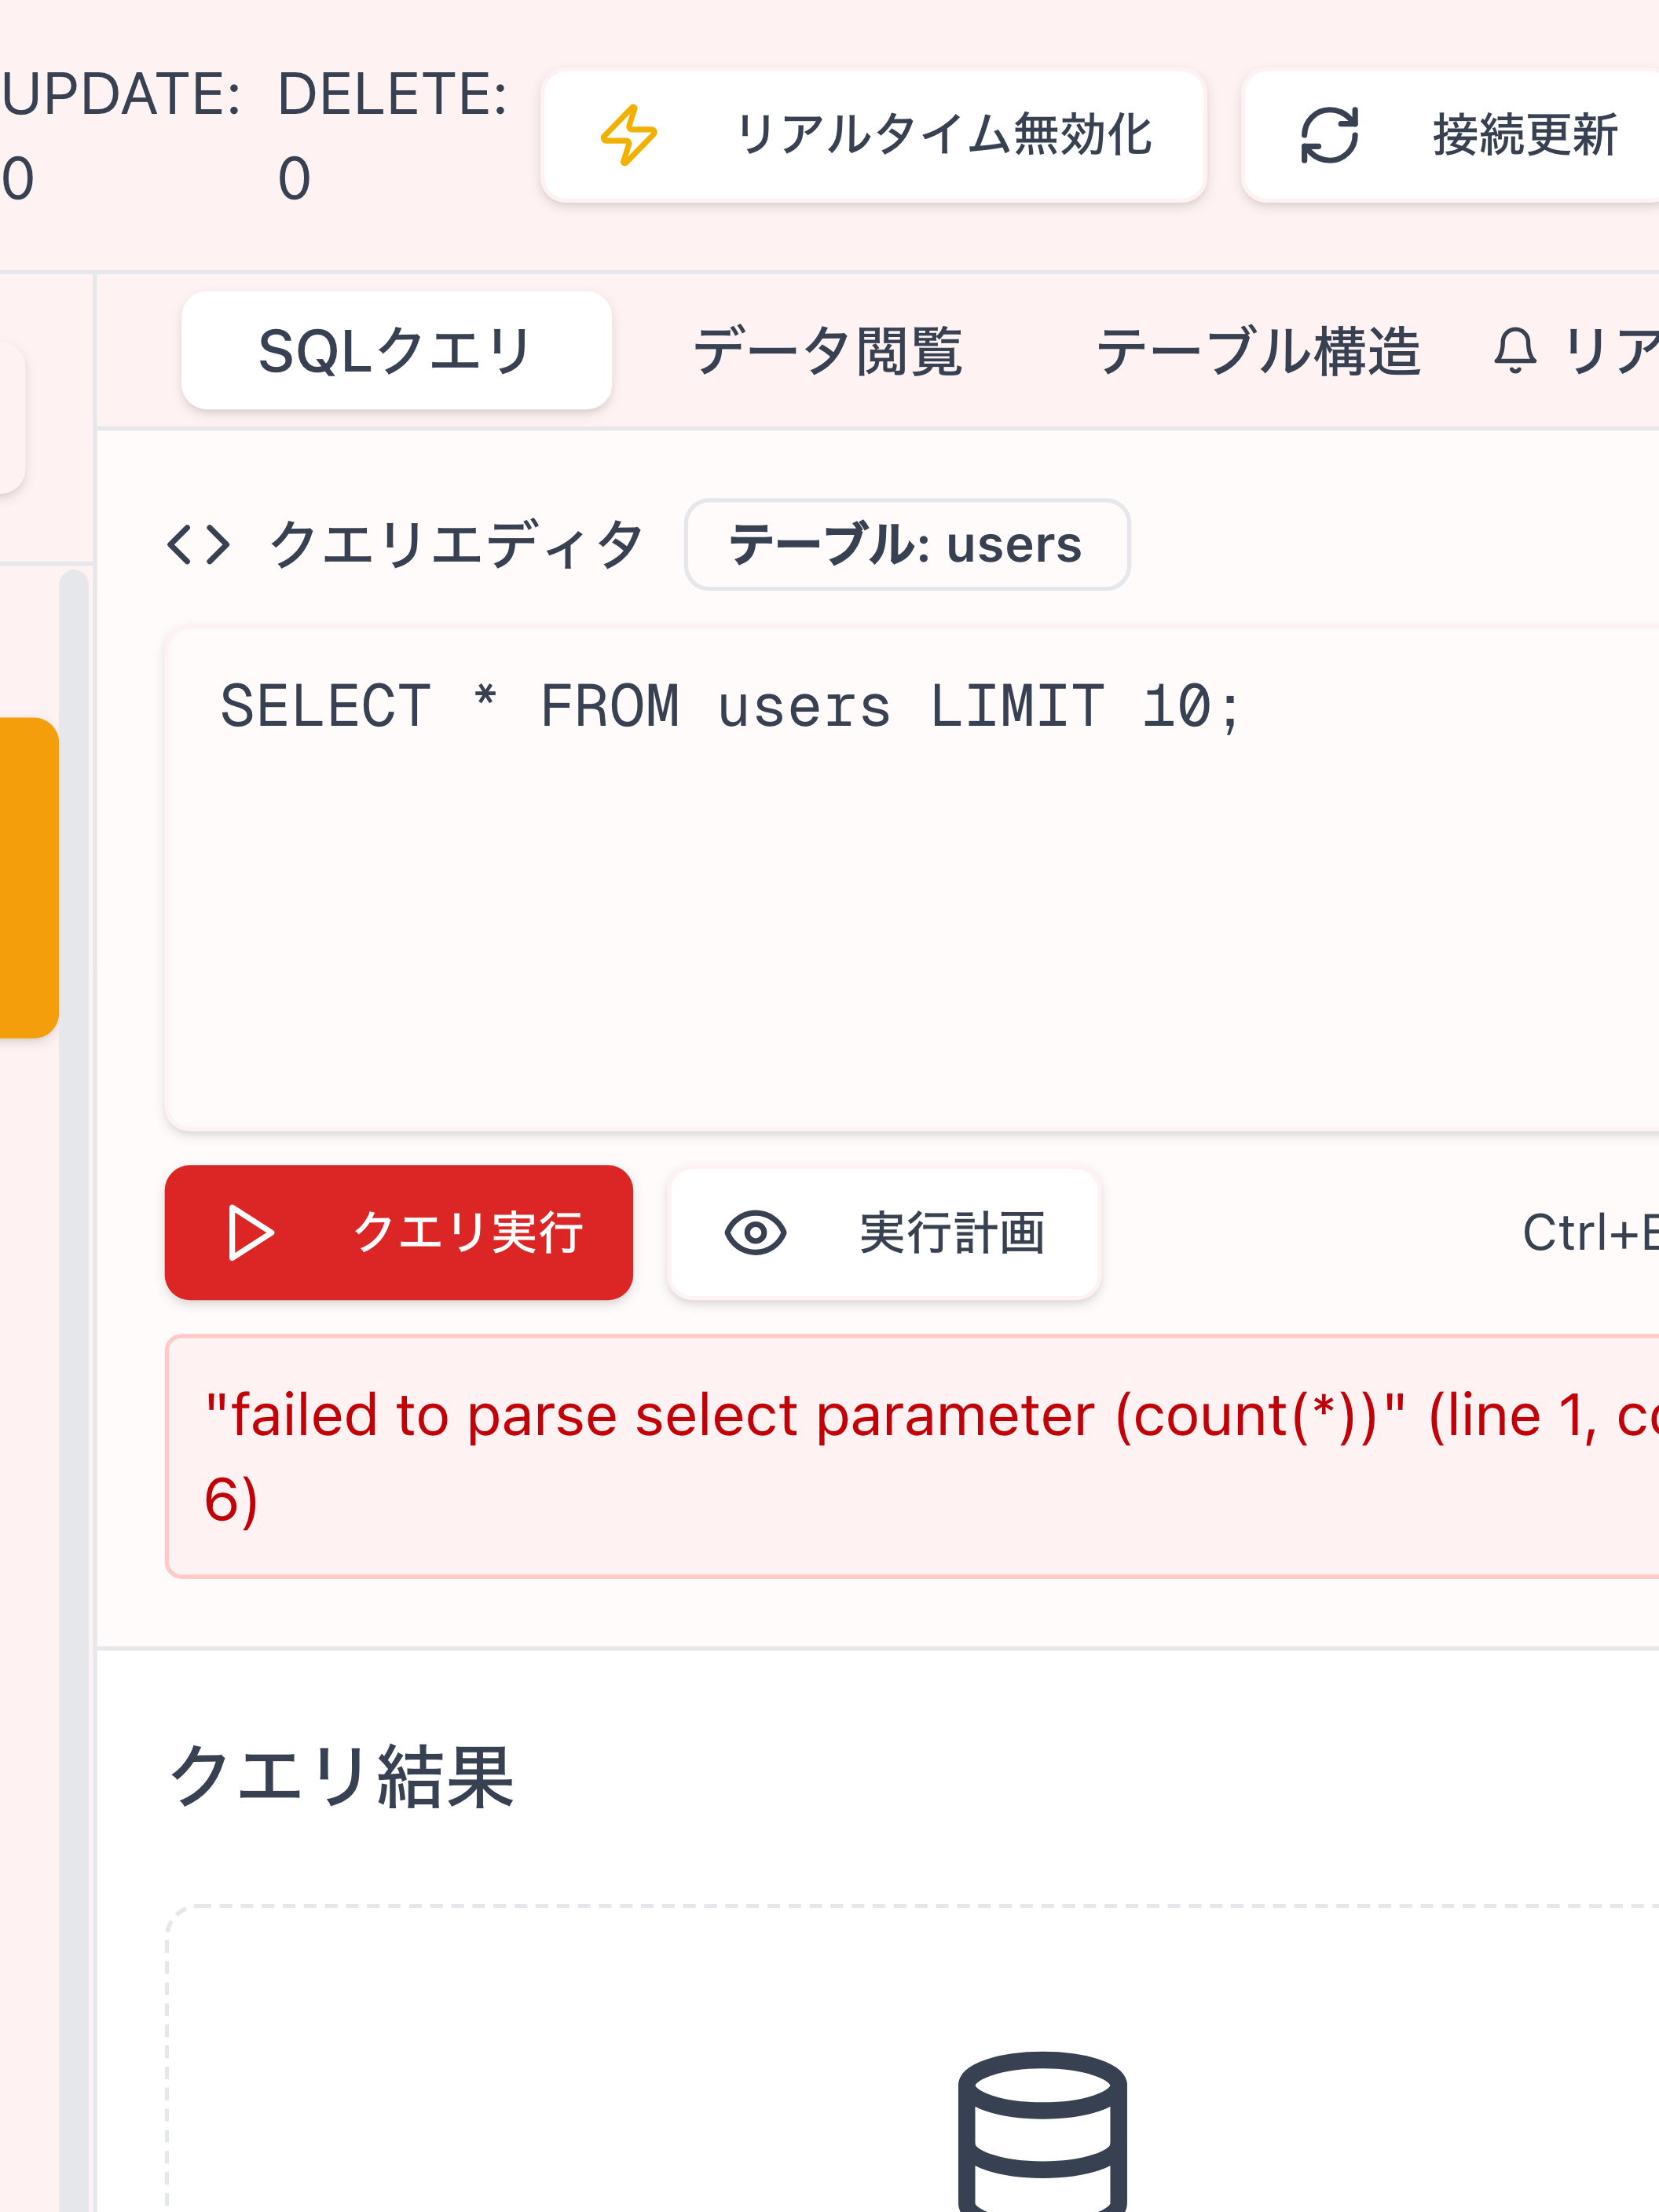 UPDATE: DELETE:
0 0
リアルタイム無効化
接続更新
SQLクエリ データ閲覧 テーブル構造 リア
クエリエディタ テーブル: users
SELECT * FROM users LIMIT 10;
クエリ実行 実行計画 Ctrl+E
"failed to parse select parameter (count(*))" (line 1, co
6)
クエリ結果